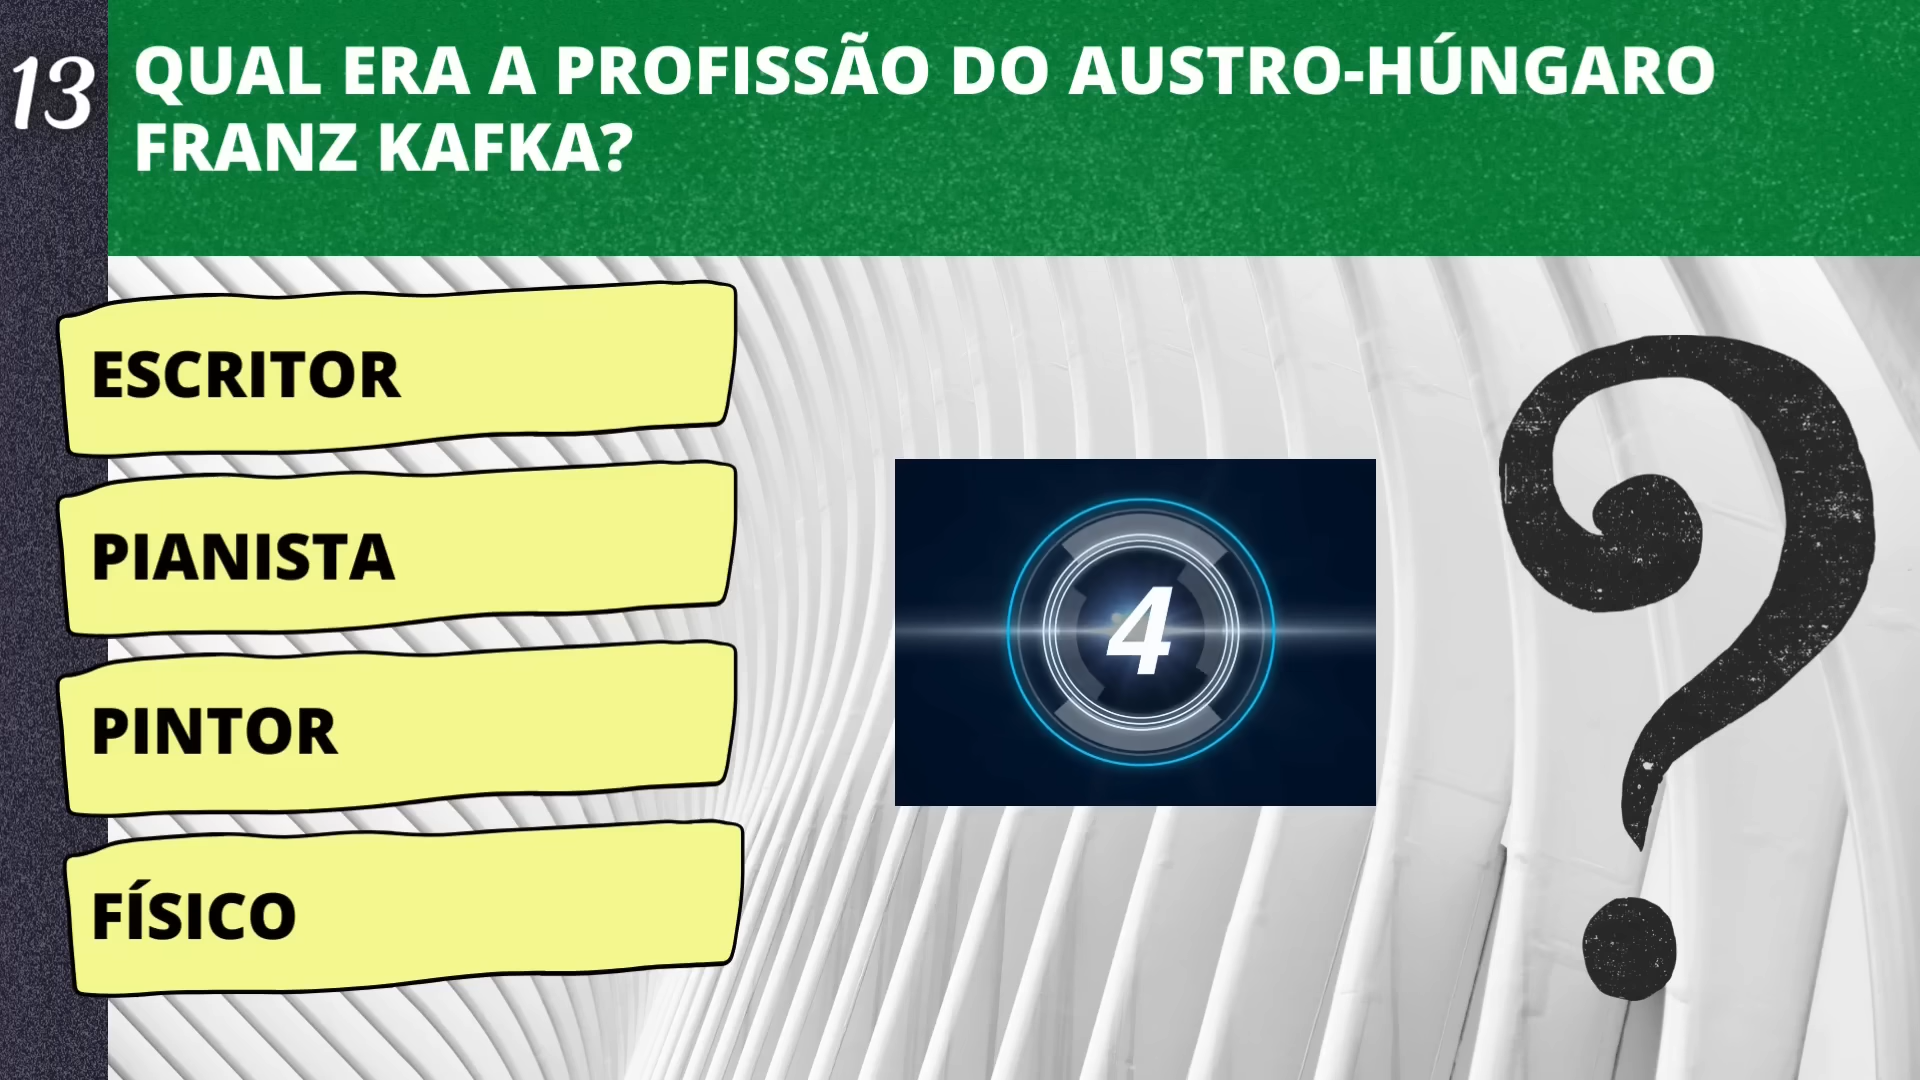 13
QUAL ERA A PROFISSÃO DO AUSTRO-HÚNGARO
FRANZ KAFKA?
ESCRITOR
PIANISTA
PINTOR
FÍSICO
4
?